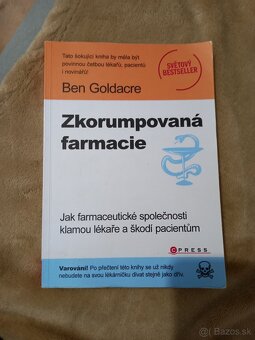 Tato šokující kniha by měla být
povinnou četbou lékařů, pacientů
i novinářů!
SVĚTOVÝ
BESTSELLER
Ben Goldacre
Zkorumpovaná
farmacie
Jak farmaceutické společnosti
klamou lékaře a škodí pacientům
CPRESS
Varování! Po přečtení této knihy se už nikdy
nebudete na svou lékárničku dívat stejně jako dřív.
Bazos.sk